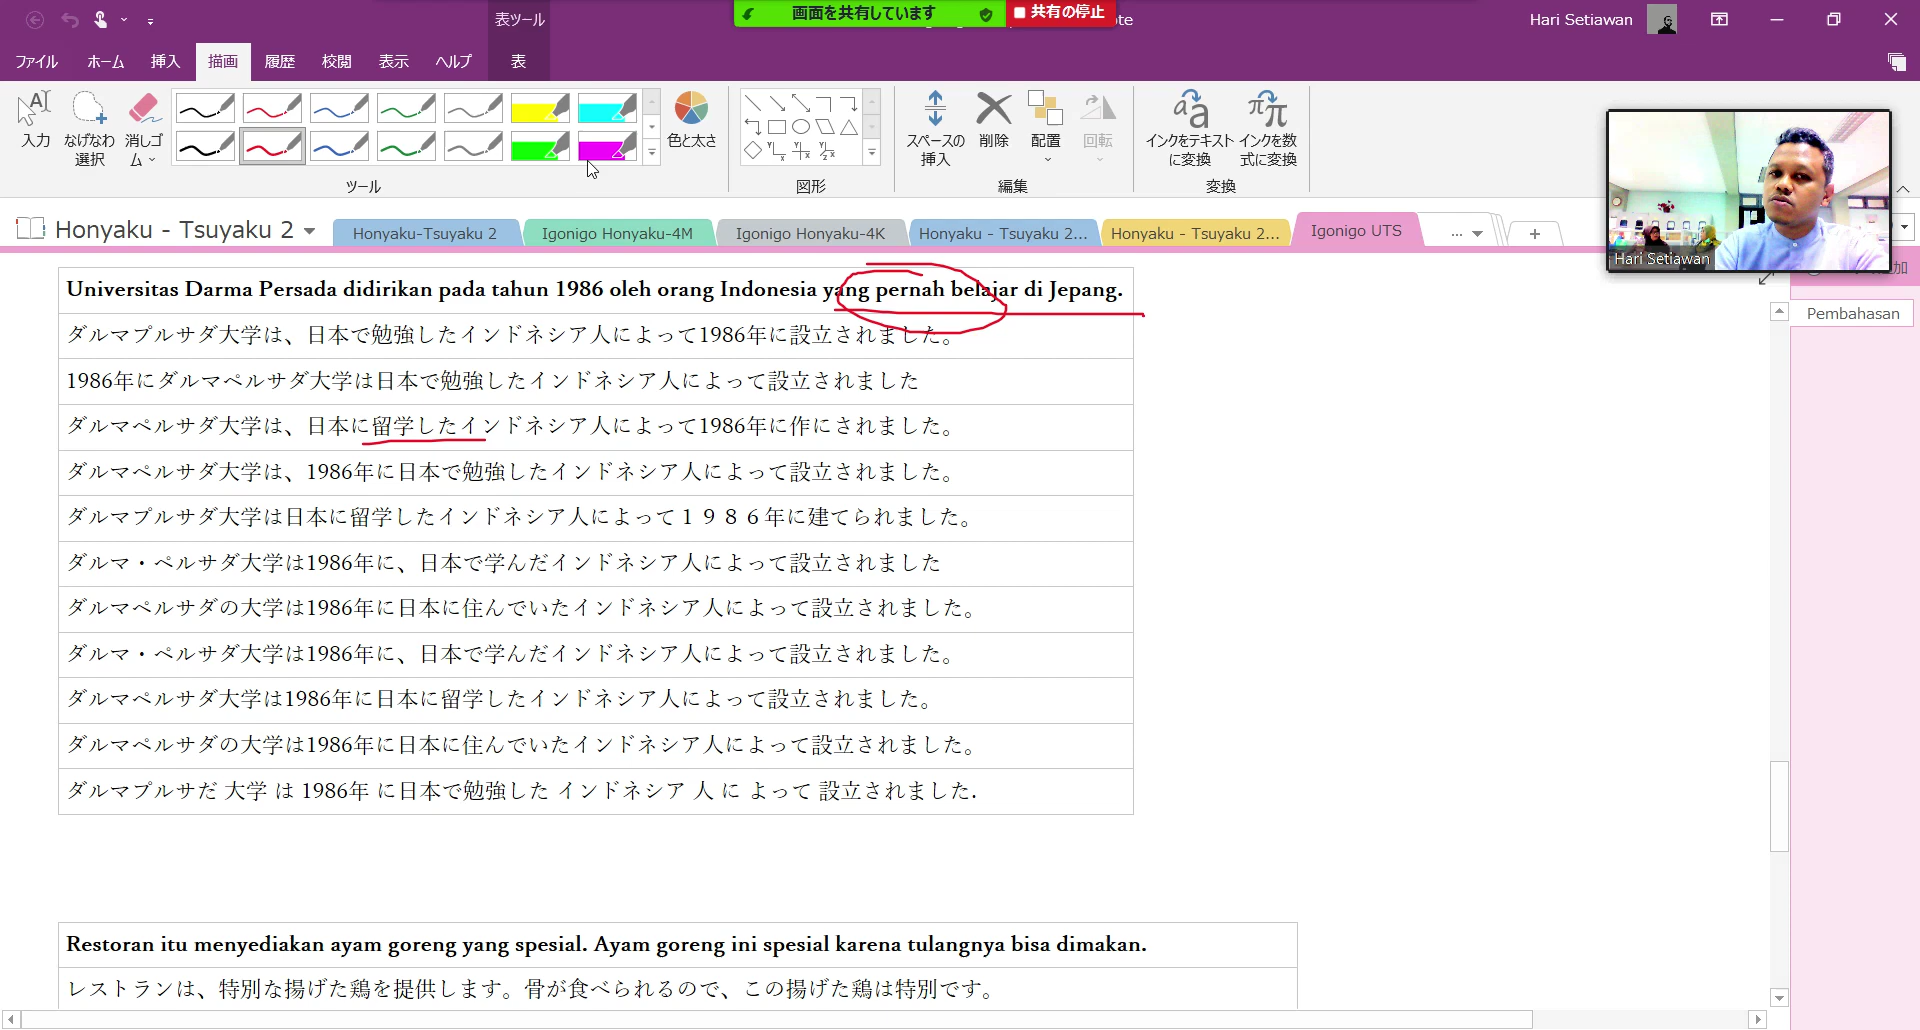 表ツール
画面を共有しています
共有の停止
Hari Setiawan
ファイル
ホーム
挿入
描画
履歴
校閲
表示
ヘルプ
表
入力
なげなわ選択
消しゴム
色と太さ
スペースの挿入
削除
配置
回転
インクをテキストに変換
インクを数式に変換
ツール
図形
編集
変換
Honyaku - Tsuyaku 2
Honyaku-Tsuyaku 2
Igonigo Honyaku-4M
Igonigo Honyaku-4K
Honyaku - Tsuyaku 2...
Honyaku - Tsuyaku 2...
Igonigo UTS
...
Hari Setiawan
Pembahasan
Universitas Darma Persada didirikan pada tahun 1986 oleh orang Indonesia yang pernah belajar di Jepang.
ダルマプルサダ大学は、日本で勉強したインドネシア人によって1986年に設立されました。
1986年にダルマペルサダ大学は日本で勉強したインドネシア人によって設立されました
ダルマペルサダ大学は、日本に留学したインドネシア人によって1986年に作にされました。
ダルマペルサダ大学は、1986年に日本で勉強したインドネシア人によって設立されました。
ダルマプルサダ大学は日本に留学したインドネシア人によって１９８６年に建てられました。
ダルマ・ペルサダ大学は1986年に、日本で学んだインドネシア人によって設立されました
ダルマペルサダの大学は1986年に日本に住んでいたインドネシア人によって設立されました。
ダルマ・ペルサダ大学は1986年に、日本で学んだインドネシア人によって設立されました。
ダルマペルサダ大学は1986年に日本に留学したインドネシア人によって設立されました。
ダルマペルサダの大学は1986年に日本に住んでいたインドネシア人によって設立されました。
ダルマプルサだ 大学 は 1986年 に日本で勉強した インドネシア 人 に よって 設立されました.
Restoran itu menyediakan ayam goreng yang spesial. Ayam goreng ini spesial karena tulangnya bisa dimakan.
レストランは、特別な揚げた鶏を提供します。骨が食べられるので、この揚げた鶏は特別です。